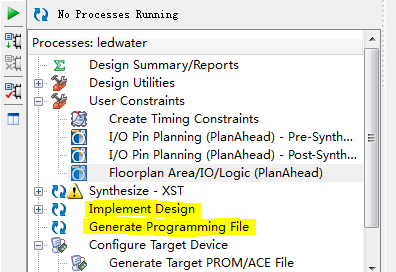 No Processes Running
Processes: ledwater
Design Summary/Reports
Design Utilities
User Constraints
Create Timing Constraints
I/O Pin Planning (PlanAhead) - Pre-Synth...
I/O Pin Planning (PlanAhead) - Post-Synth...
Floorplan Area/IO/Logic (PlanAhead)
Synthesize - XST
Implement Design
Generate Programming File
Configure Target Device
Generate Target PROM/ACE File